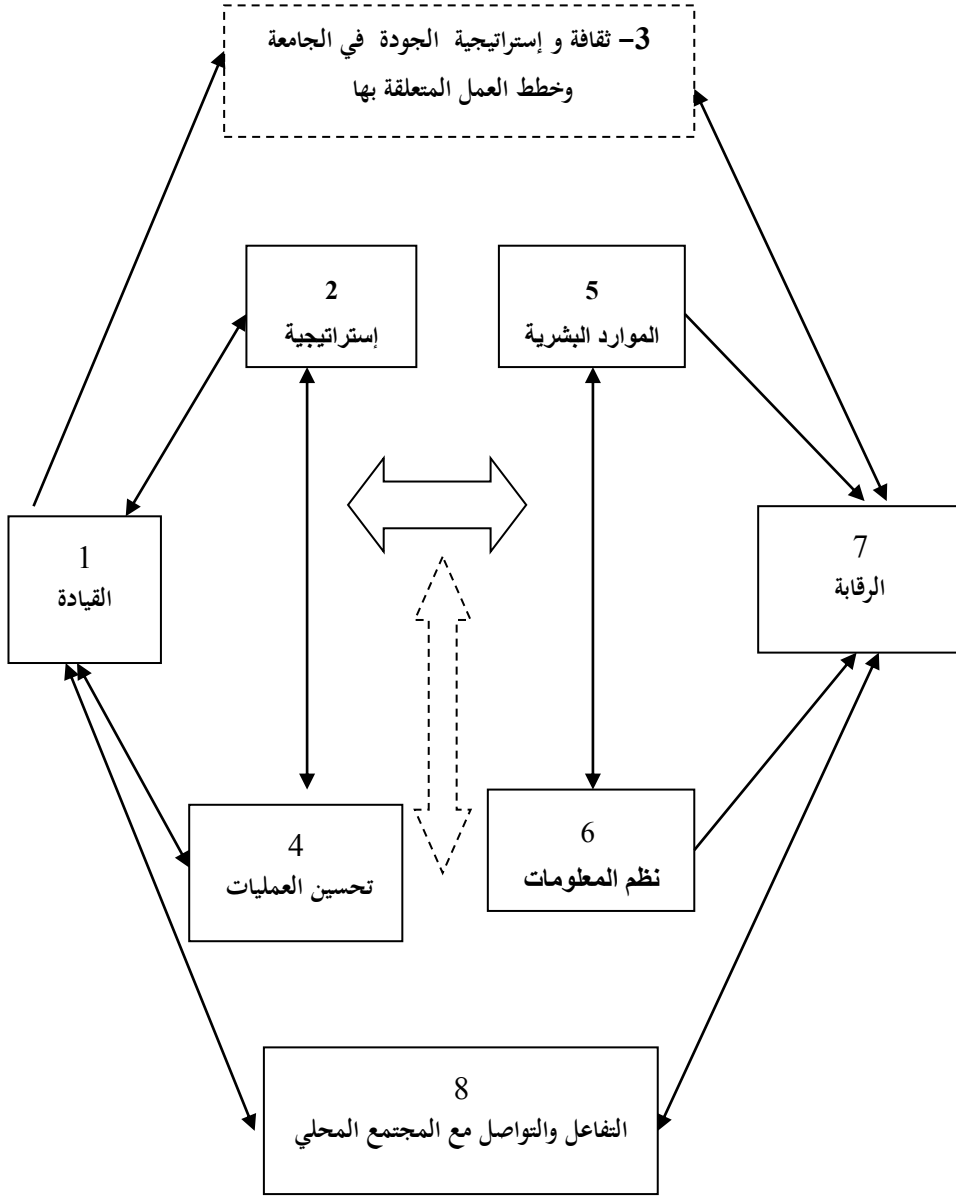 3– ثقافة و إستراتيجية الجودة في الجامعة
وخطط العمل المتعلقة بها
2
إستراتيجية
5
الموارد البشرية
1
القيادة
7
الرقابة
4
تحسين العمليات
6
نظم المعلومات
8
التفاعل والتواصل مع المجتمع المحلي